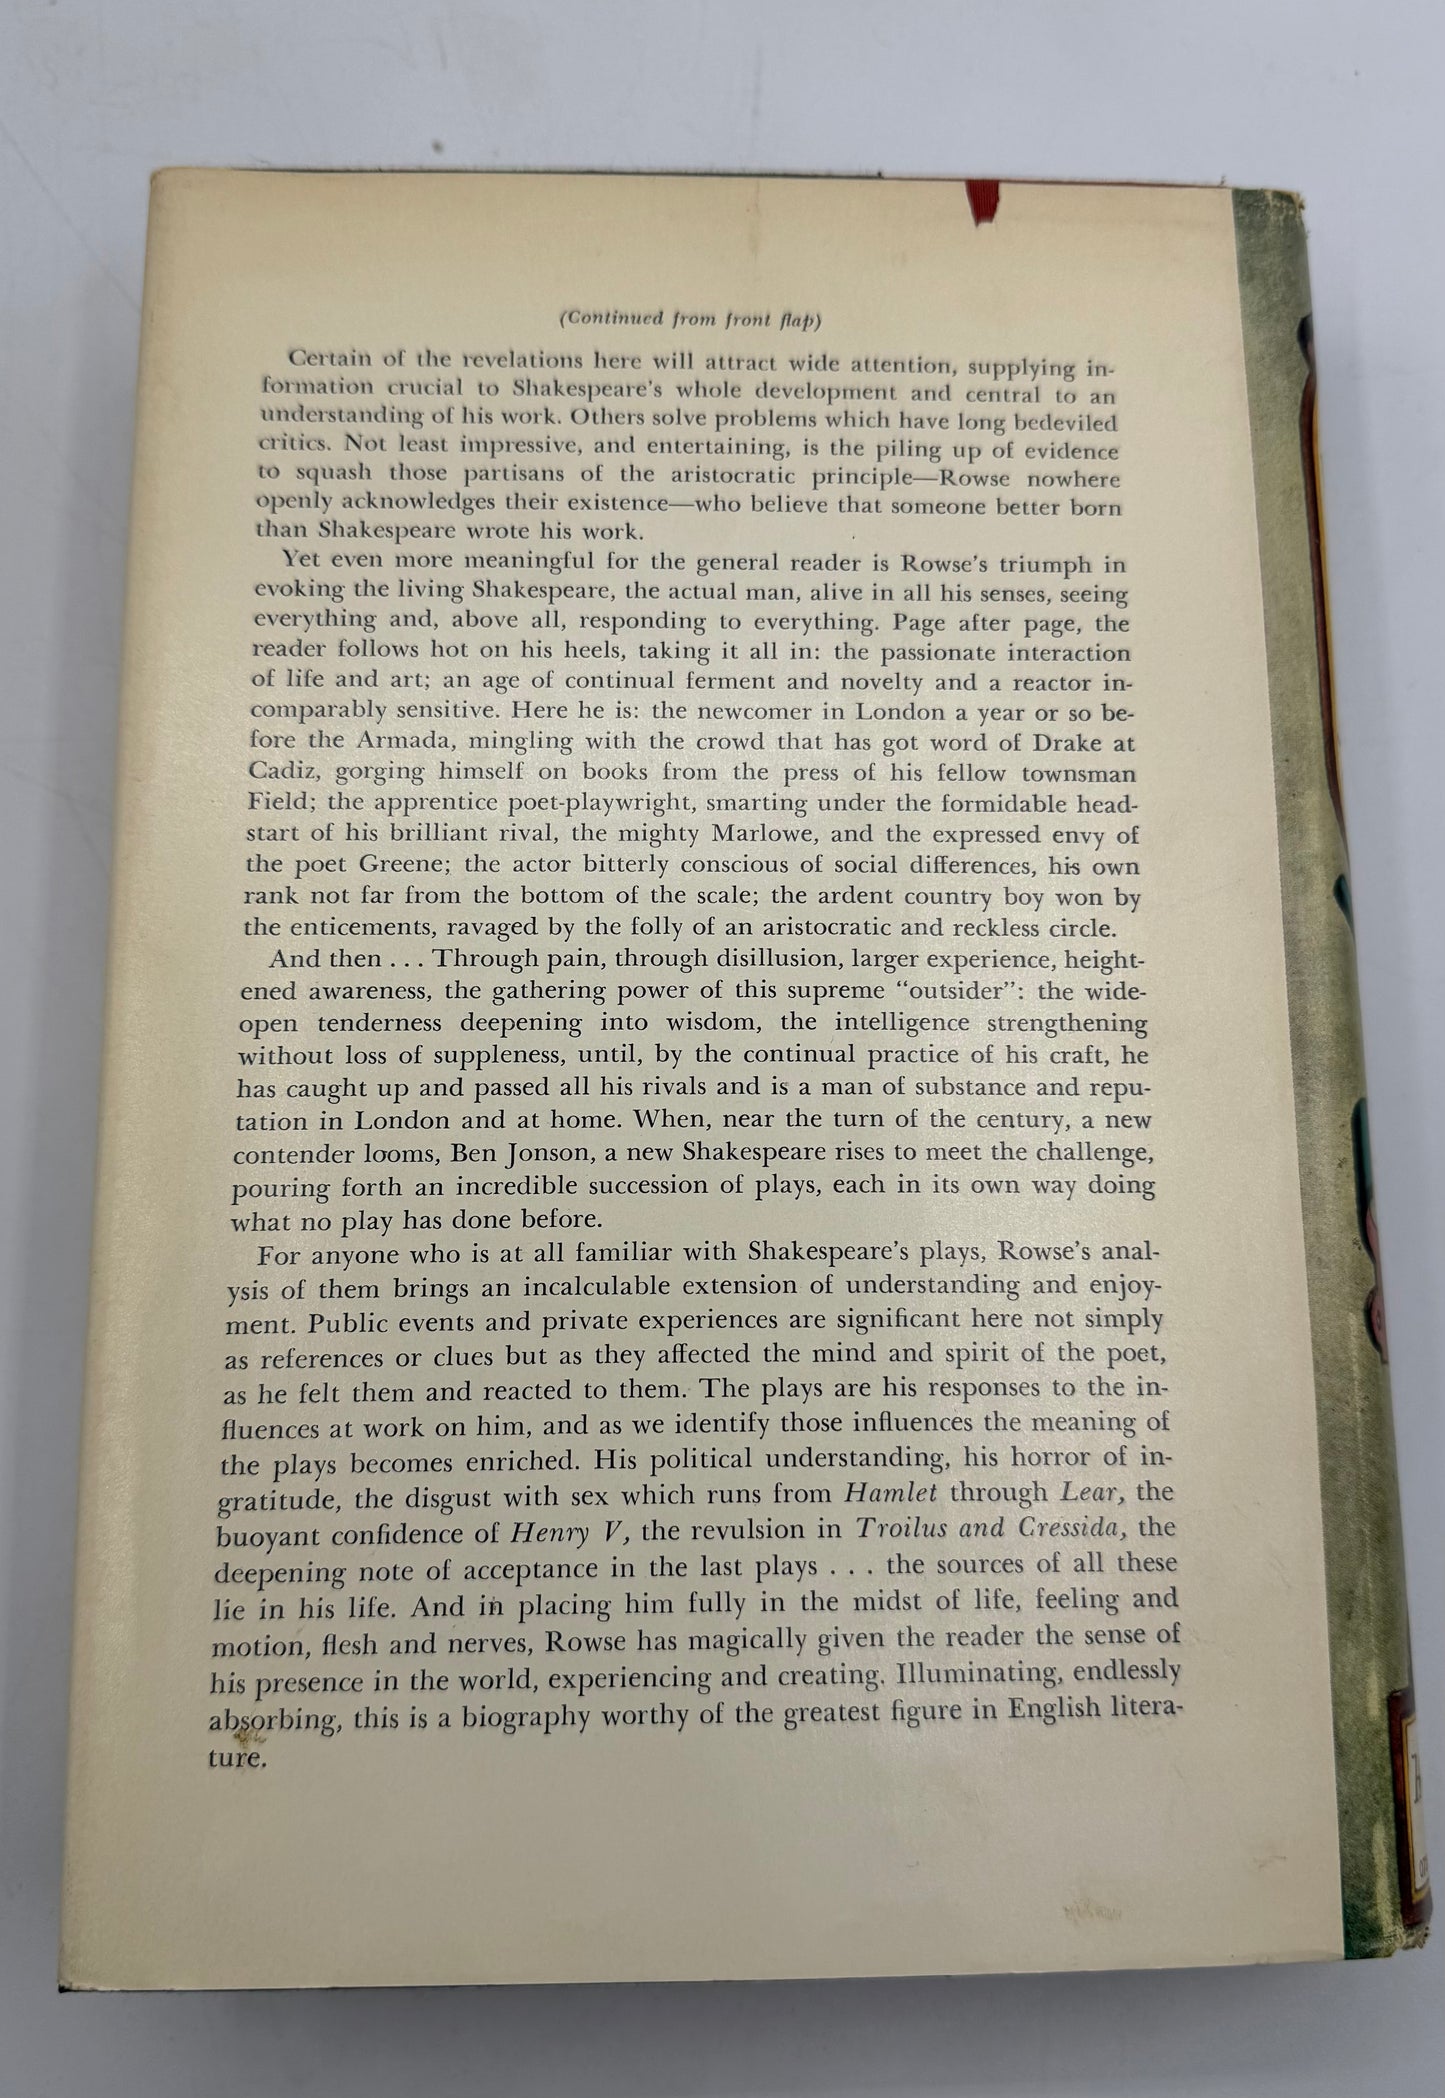 (Continued from front flap)
Certain of the revelations here will attract wide attention, supplying in-
formation crucial to Shakespeare's whole development and central to an
understanding of his work. Others solve problems which have long bedeviled
critics. Not least impressive, and entertaining, is the piling up of evidence
to squash those partisans of the aristocratic principle—Rowse nowhere
openly acknowledges their existence—who believe that someone better born
than Shakespeare wrote his work.
Yet even more meaningful for the general reader is Rowse's triumph in
evoking the living Shakespeare, the actual man, alive in all his senses, seeing
everything and, above all, responding to everything. Page after page, the
reader follows hot on his heels, taking it all in: the passionate interaction
of life and art; an age of continual ferment and novelty and a reactor in-
comparably sensitive. Here he is: the newcomer in London a year or so be-
fore the Armada, mingling with the crowd that has got word of Drake at
Cadiz, gorging himself on books from the press of his fellow townsman
Field; the apprentice poet-playwright, smarting under the formidable head-
start of his brilliant rival, the mighty Marlowe, and the expressed envy of
the poet Greene; the actor bitterly conscious of social differences, his own
rank not far from the bottom of the scale; the ardent country boy won by
the enticements, ravaged by the folly of an aristocratic and reckless circle.
And then . . . Through pain, through disillusion, larger experience, height-
ened awareness, the gathering power of this supreme "outsider": the wide-
open tenderness deepening into wisdom, the intelligence strengthening
without loss of suppleness, until, by the continual practice of his craft, he
has caught up and passed all his rivals and is a man of substance and repu-
tation in London and at home. When, near the turn of the century, a new
contender looms, Ben Jonson, a new Shakespeare rises to meet the challenge,
pouring forth an incredible succession of plays, each in its own way doing
what no play has done before.
For anyone who is at all familiar with Shakespeare's plays, Rowse's anal-
ysis of them brings an incalculable extension of understanding and enjoy-
ment. Public events and private experiences are significant here not simply
as references or clues but as they affected the mind and spirit of the poet,
as he felt them and reacted to them. The plays are his responses to the in-
fluences at work on him, and as we identify those influences the meaning of
the plays becomes enriched. His political understanding, his horror of in-
gratitude, the disgust with sex which runs from Hamlet through Lear, the
buoyant confidence of Henry V, the revulsion in Troilus and Cressida, the
deepening note of acceptance in the last plays . . . the sources of all these
lie in his life. And in placing him fully in the midst of life, feeling and
motion, flesh and nerves, Rowse has magically given the reader the sense of
his presence in the world, experiencing and creating. Illuminating, endlessly
absorbing, this is a biography worthy of the greatest figure in English litera-
ture.